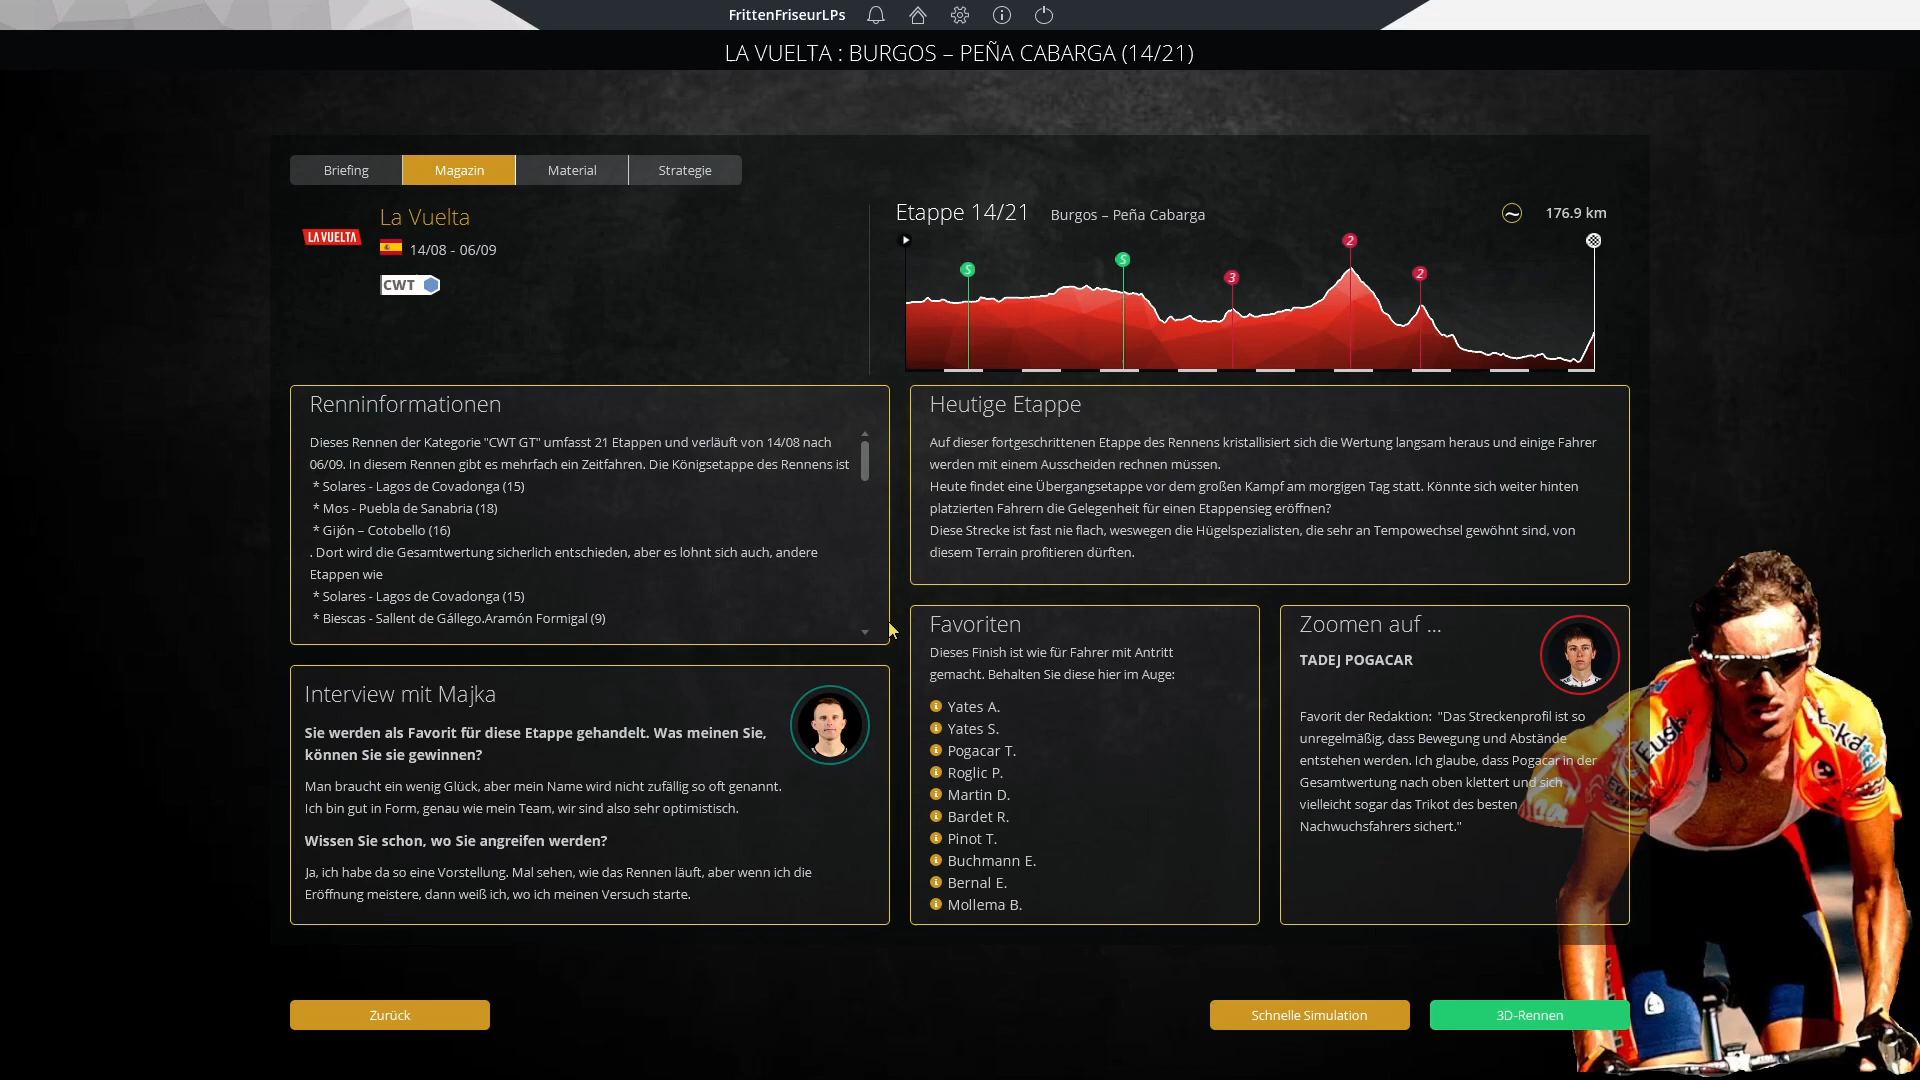 FrittenFriseurLPs
LA VUELTA : BURGOS – PEÑA CABARGA (14/21)
Briefing
Magazin
Material
Strategie
LA VUELTA
La Vuelta
14/08 - 06/09
CWT
Etappe 14/21
Burgos – Peña Cabarga
176.9 km
S
S
3
2
2
Renninformationen
Dieses Rennen der Kategorie "CWT GT" umfasst 21 Etappen und verläuft von 14/08 nach
06/09. In diesem Rennen gibt es mehrfach ein Zeitfahren. Die Königsetappe des Rennens ist
* Solares - Lagos de Covadonga (15)
* Mos - Puebla de Sanabria (18)
* Gijón – Cotobello (16)
. Dort wird die Gesamtwertung sicherlich entschieden, aber es lohnt sich auch, andere
Etappen wie
* Solares - Lagos de Covadonga (15)
* Biescas - Sallent de Gállego.Aramón Formigal (9)
Heutige Etappe
Auf dieser fortgeschrittenen Etappe des Rennens kristallisiert sich die Wertung langsam heraus und einige Fahrer
werden mit einem Ausscheiden rechnen müssen.
Heute findet eine Übergangsetappe vor dem großen Kampf am morgigen Tag statt. Könnte sich weiter hinten
platzierten Fahrern die Gelegenheit für einen Etappensieg eröffnen?
Diese Strecke ist fast nie flach, weswegen die Hügelspezialisten, die sehr an Tempowechsel gewöhnt sind, von
diesem Terrain profitieren dürften.
Interview mit Majka
Sie werden als Favorit für diese Etappe gehandelt. Was meinen Sie,
können Sie sie gewinnen?
Man braucht ein wenig Glück, aber mein Name wird nicht zufällig so oft genannt.
Ich bin gut in Form, genau wie mein Team, wir sind also sehr optimistisch.
Wissen Sie schon, wo Sie angreifen werden?
Ja, ich habe da so eine Vorstellung. Mal sehen, wie das Rennen läuft, aber wenn ich die
Eröffnung meistere, dann weiß ich, wo ich meinen Versuch starte.
Favoriten
Dieses Finish ist wie für Fahrer mit Antritt
gemacht. Behalten Sie diese hier im Auge:
Yates A.
Yates S.
Pogacar T.
Roglic P.
Martin D.
Bardet R.
Pinot T.
Buchmann E.
Bernal E.
Mollema B.
Zoomen auf ...
TADEJ POGACAR
Favorit der Redaktion: "Das Streckenprofil ist so
unregelmäßig, dass Bewegung und Abstände
entstehen werden. Ich glaube, dass Pogacar in der
Gesamtwertung nach oben klettert und sich
vielleicht sogar das Trikot des besten
Nachwuchsfahrers sichert."
Zurück
Schnelle Simulation
3D-Rennen